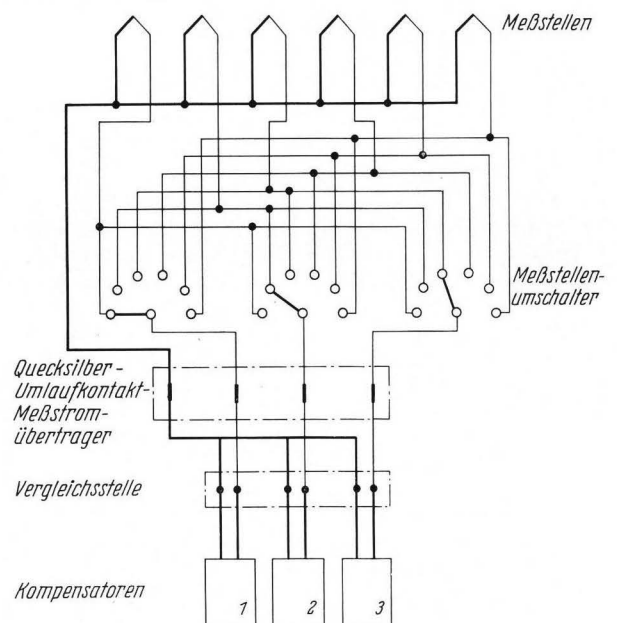 Meßstellen
Meßstellen-
umschalter
Quecksilber-
Umlaufkontakt-
Meßstrom-
übertrager
Vergleichsstelle
Kompensatoren
1 2 3